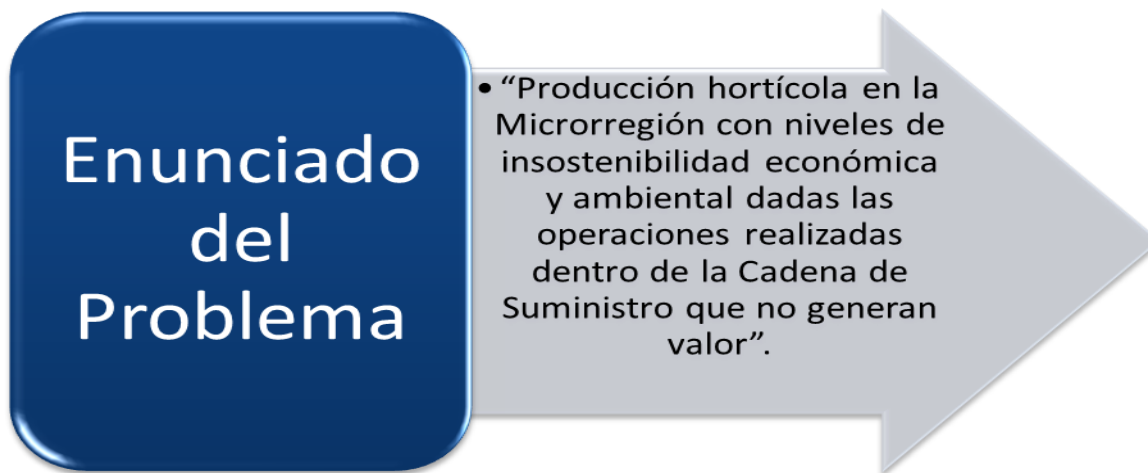 Enunciado
del
Problema
• “Producción hortícola en la
Microrregión con niveles de
insostenibilidad económica
y ambiental dadas las
operaciones realizadas
dentro de la Cadena de
Suministro que no generan
valor”.